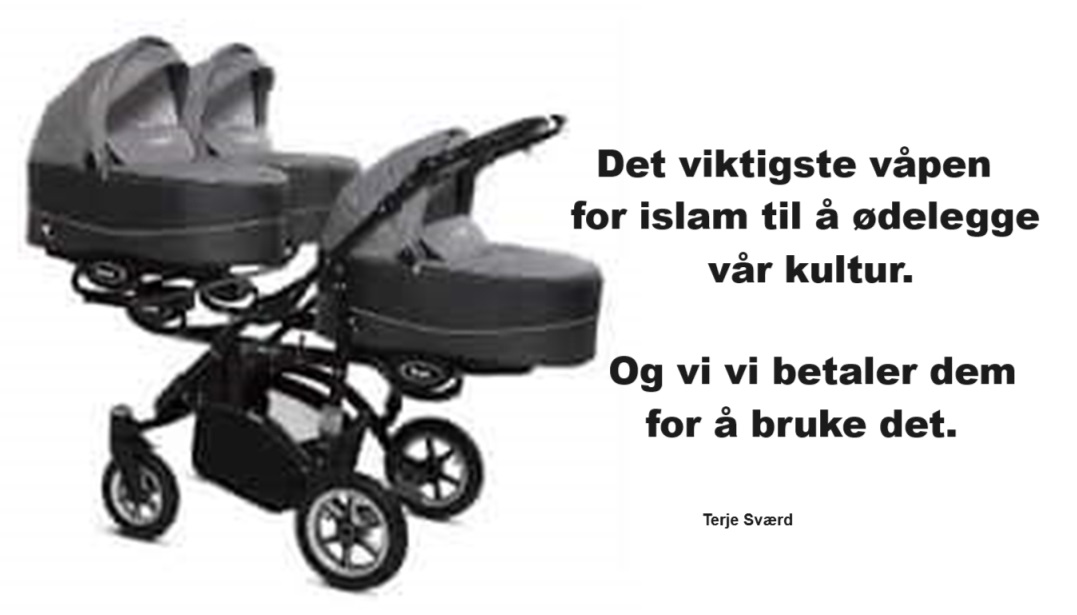 Det viktigste våpen
for islam til å ødelegge
vår kultur.
Og vi vi betaler dem
for å bruke det.
Terje Sværd